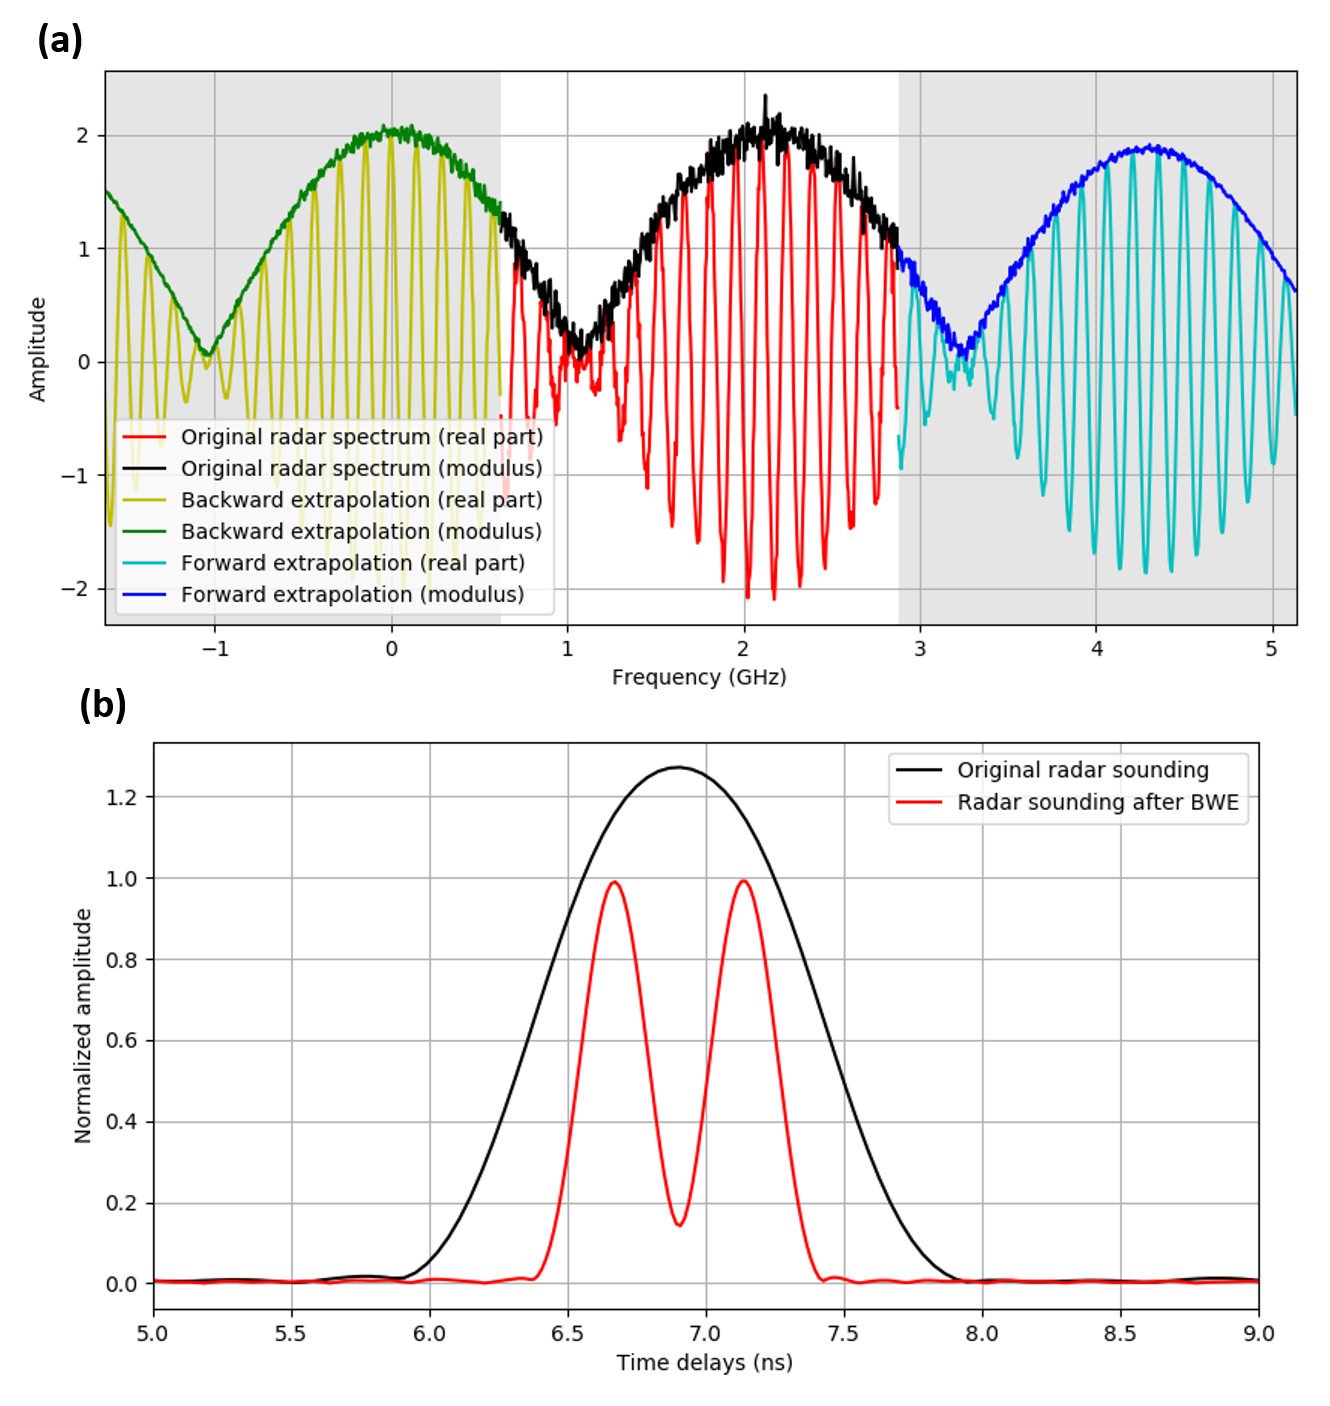 (a)
2
1
0
−1
−2
Amplitude
Original radar spectrum (real part)
Original radar spectrum (modulus)
Backward extrapolation (real part)
Backward extrapolation (modulus)
Forward extrapolation (real part)
Forward extrapolation (modulus)
−1 0 1 2 3 4 5
Frequency (GHz)
(b)
Original radar sounding
Radar sounding after BWE
1.2
1.0
0.8
0.6
0.4
0.2
0.0
Normalized amplitude
5.0 5.5 6.0 6.5 7.0 7.5 8.0 8.5 9.0
Time delays (ns)